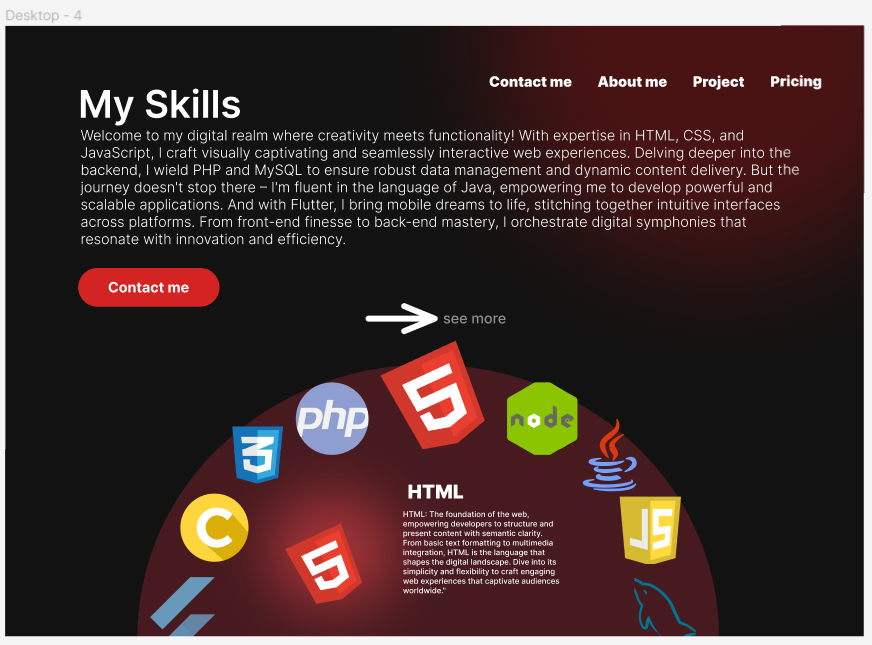 Desktop - 4
Contact me About me Project Pricing
My Skills
Welcome to my digital realm where creativity meets functionality! With expertise in HTML, CSS, and
JavaScript, I craft visually captivating and seamlessly interactive web experiences. Delving deeper into the
backend, I wield PHP and MySQL to ensure robust data management and dynamic content delivery. But the
journey doesn't stop there – I'm fluent in the language of Java, empowering me to develop powerful and
scalable applications. And with Flutter, I bring mobile dreams to life, stitching together intuitive interfaces
across platforms. From front-end finesse to back-end mastery, I orchestrate digital symphonies that
resonate with innovation and efficiency.
Contact me
see more
5
php
node
3
JS
C
HTML
HTML: The foundation of the web,
empowering developers to structure and
present content with semantic clarity.
From basic text formatting to multimedia
integration, HTML is the language that
shapes the digital landscape. Dive into its
simplicity and flexibility to craft engaging
web experiences that captivate audiences
worldwide."
5